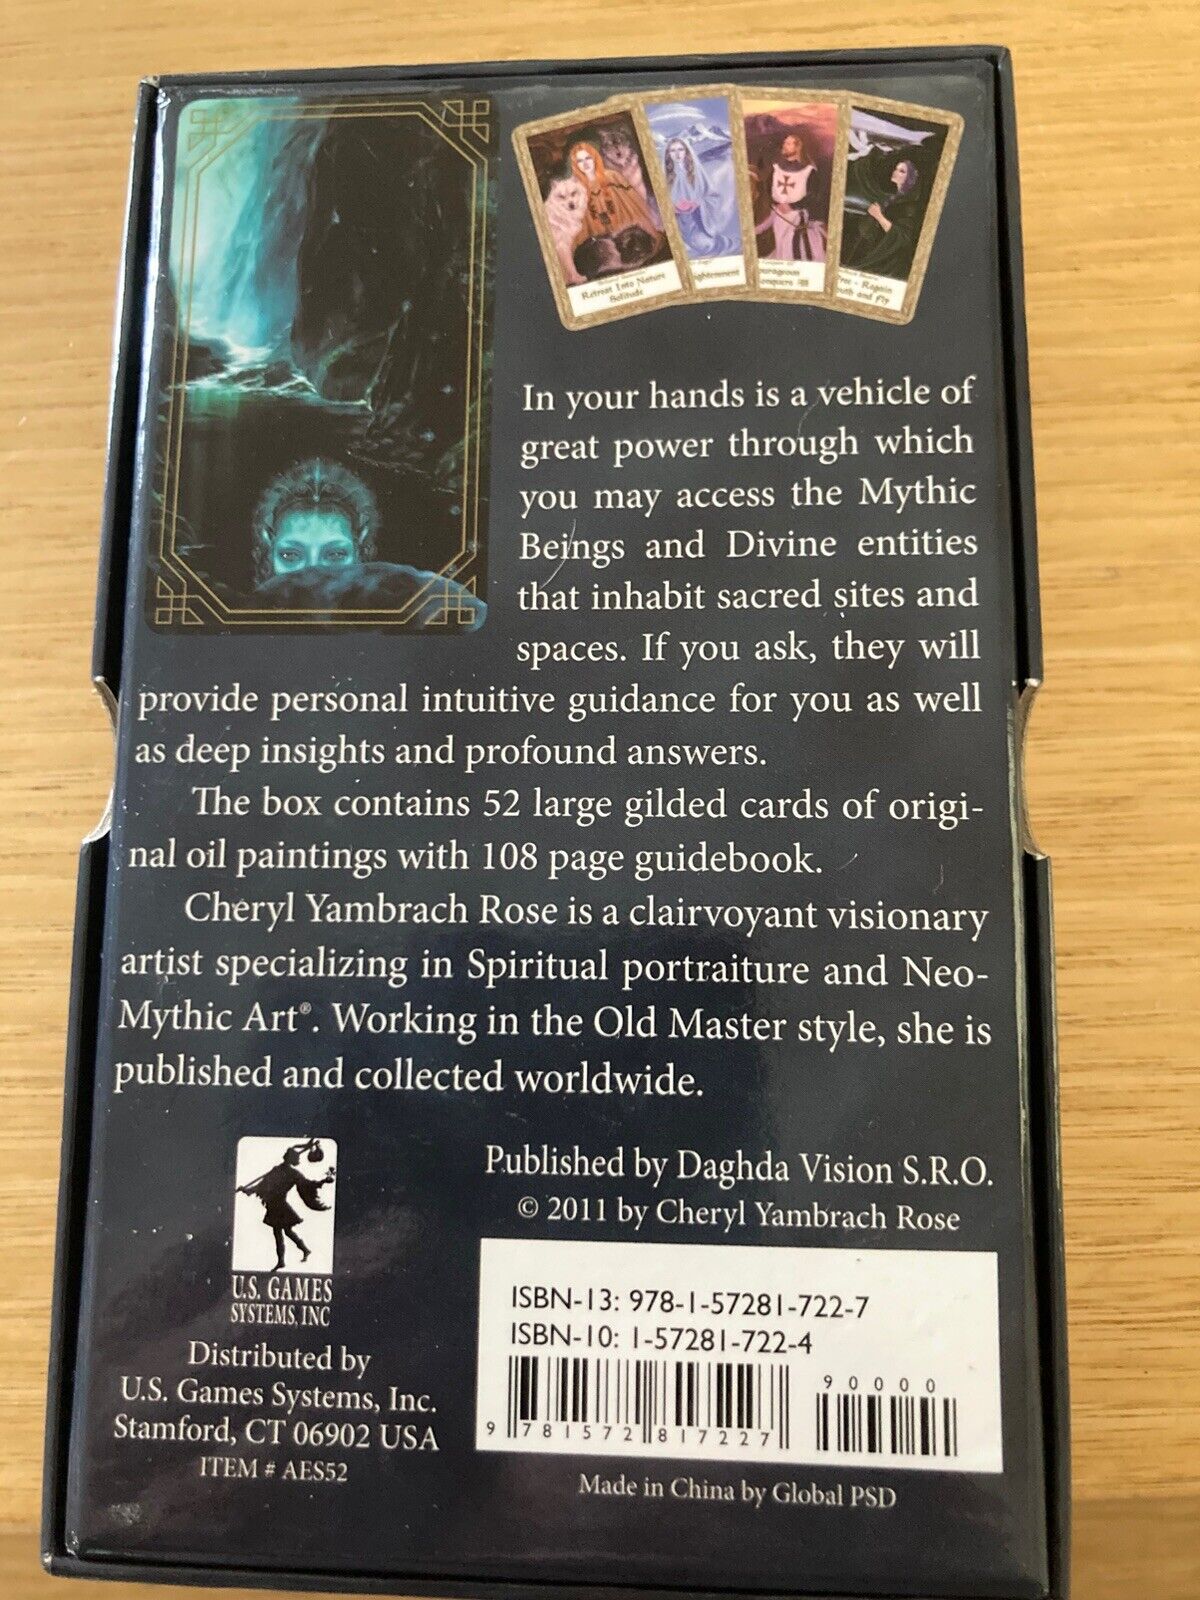 Retreat Into Nature
Solitude
lightenment
ourageous
onquers
Free - Regain
and Fly
In your hands is a vehicle of
great power through which
you may access the Mythic
Beings and Divine entities
that inhabit sacred sites and
spaces. If you ask, they will
provide personal intuitive guidance for you as well
as deep insights and profound answers.
The box contains 52 large gilded cards of origi-
nal oil paintings with 108 page guidebook.
Cheryl Yambrach Rose is a clairvoyant visionary
artist specializing in Spiritual portraiture and Neo-
Mythic Art®. Working in the Old Master style, she is
published and collected worldwide.
U.S. GAMES
SYSTEMS, INC
Distributed by
U.S. Games Systems, Inc.
Stamford, CT 06902 USA
ITEM # AES52
Published by Daghda Vision S.R.O.
© 2011 by Cheryl Yambrach Rose
ISBN-13: 978-1-57281-722-7
ISBN-10: 1-57281-722-4
90000
9 781572 817227
Made in China by Global PSD